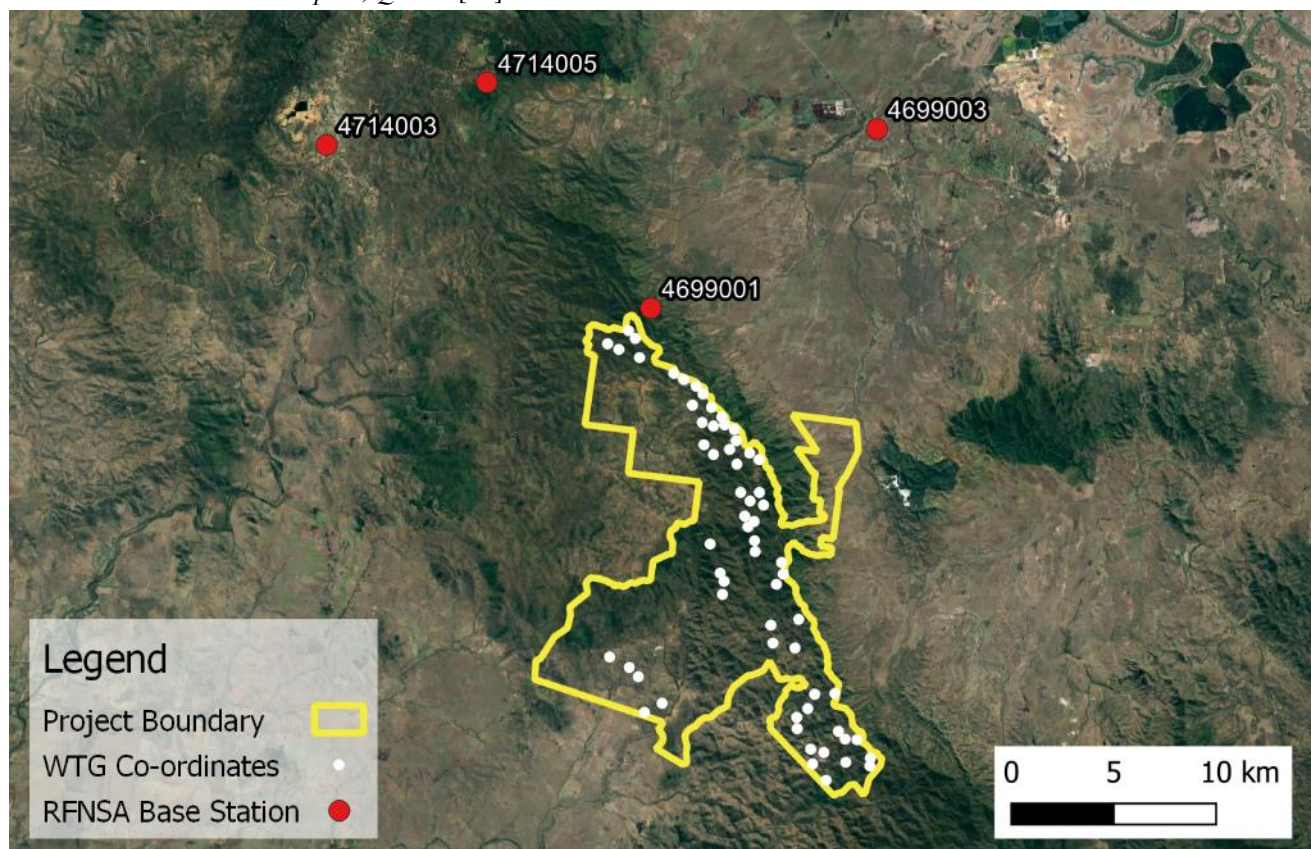 4714005
4714003
4699003
4699001
Legend
Project Boundary
WTG Co-ordinates
RFNSA Base Station
0 5 10 km